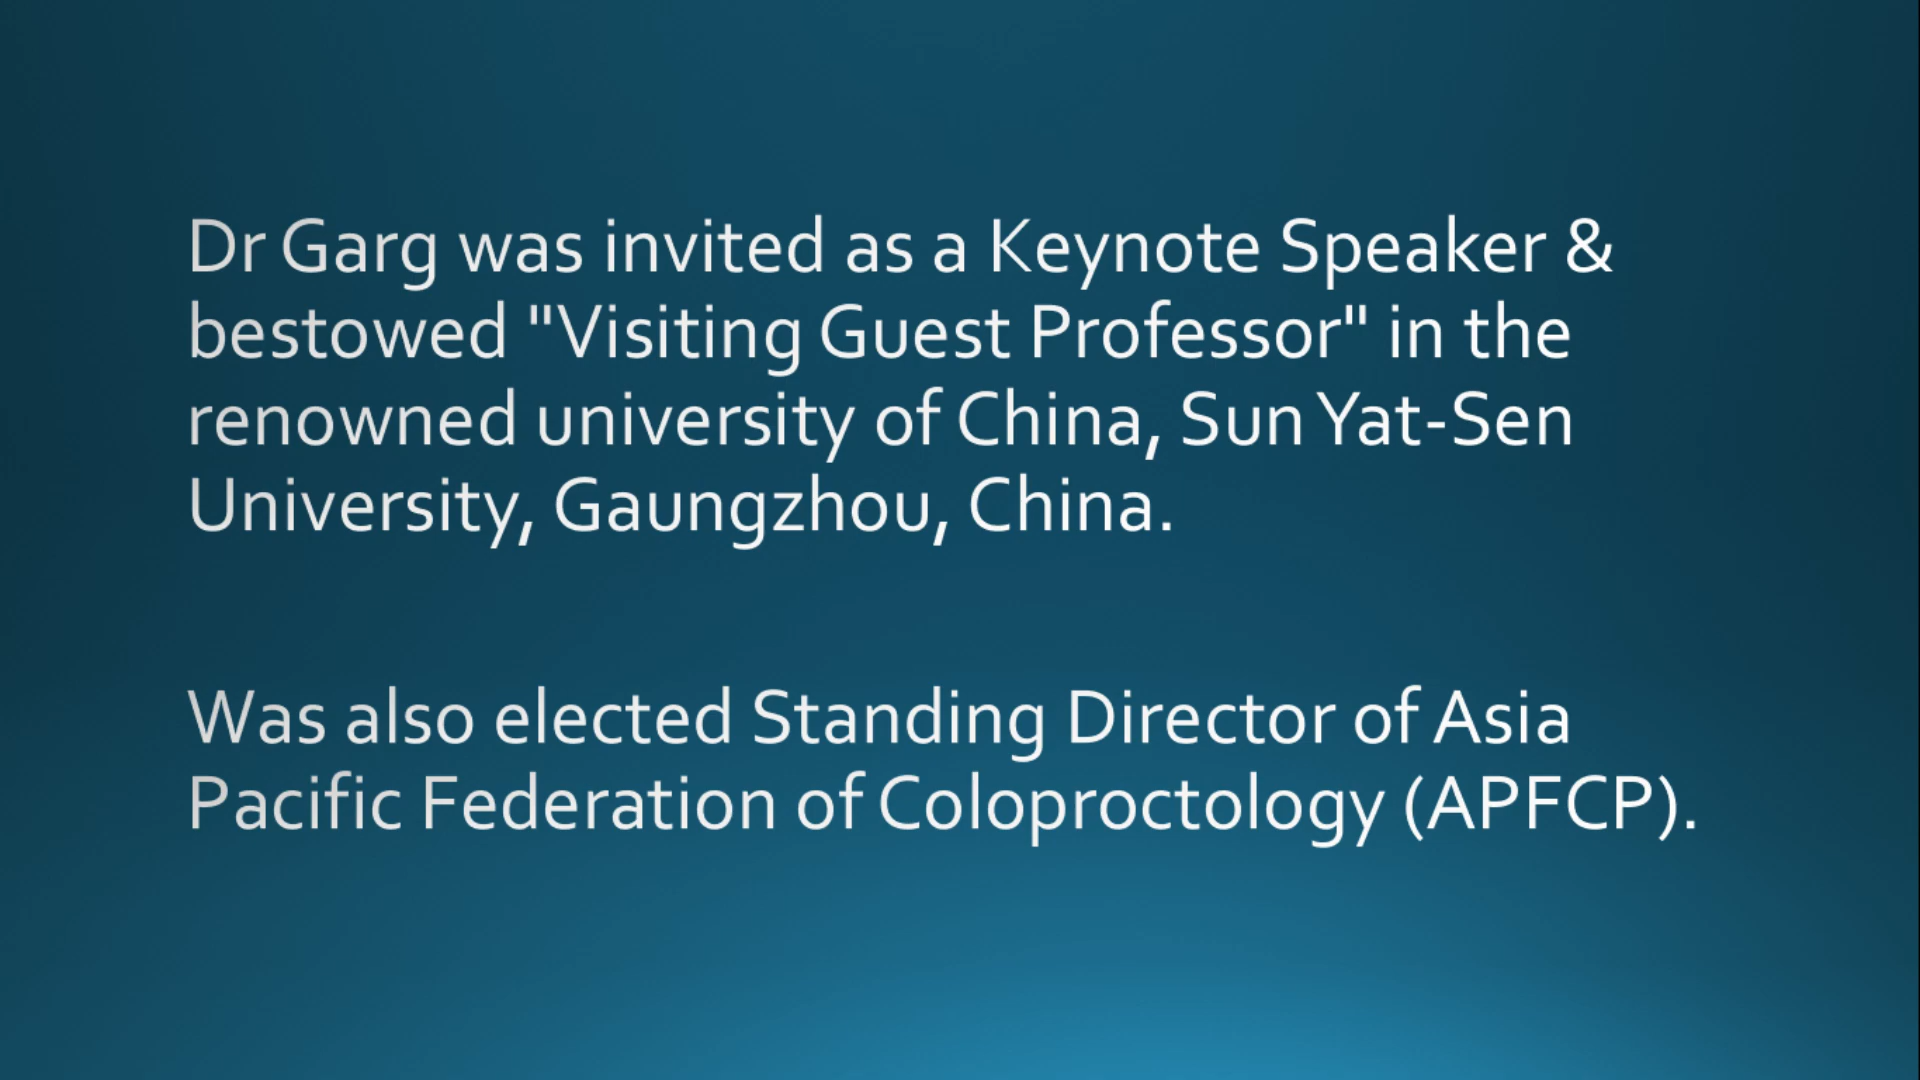 Dr Garg was invited as a Keynote Speaker &
bestowed "Visiting Guest Professor" in the
renowned university of China, Sun Yat-Sen
University, Gaungzhou, China.
Was also elected Standing Director of Asia
Pacific Federation of Coloproctology (APFCP).